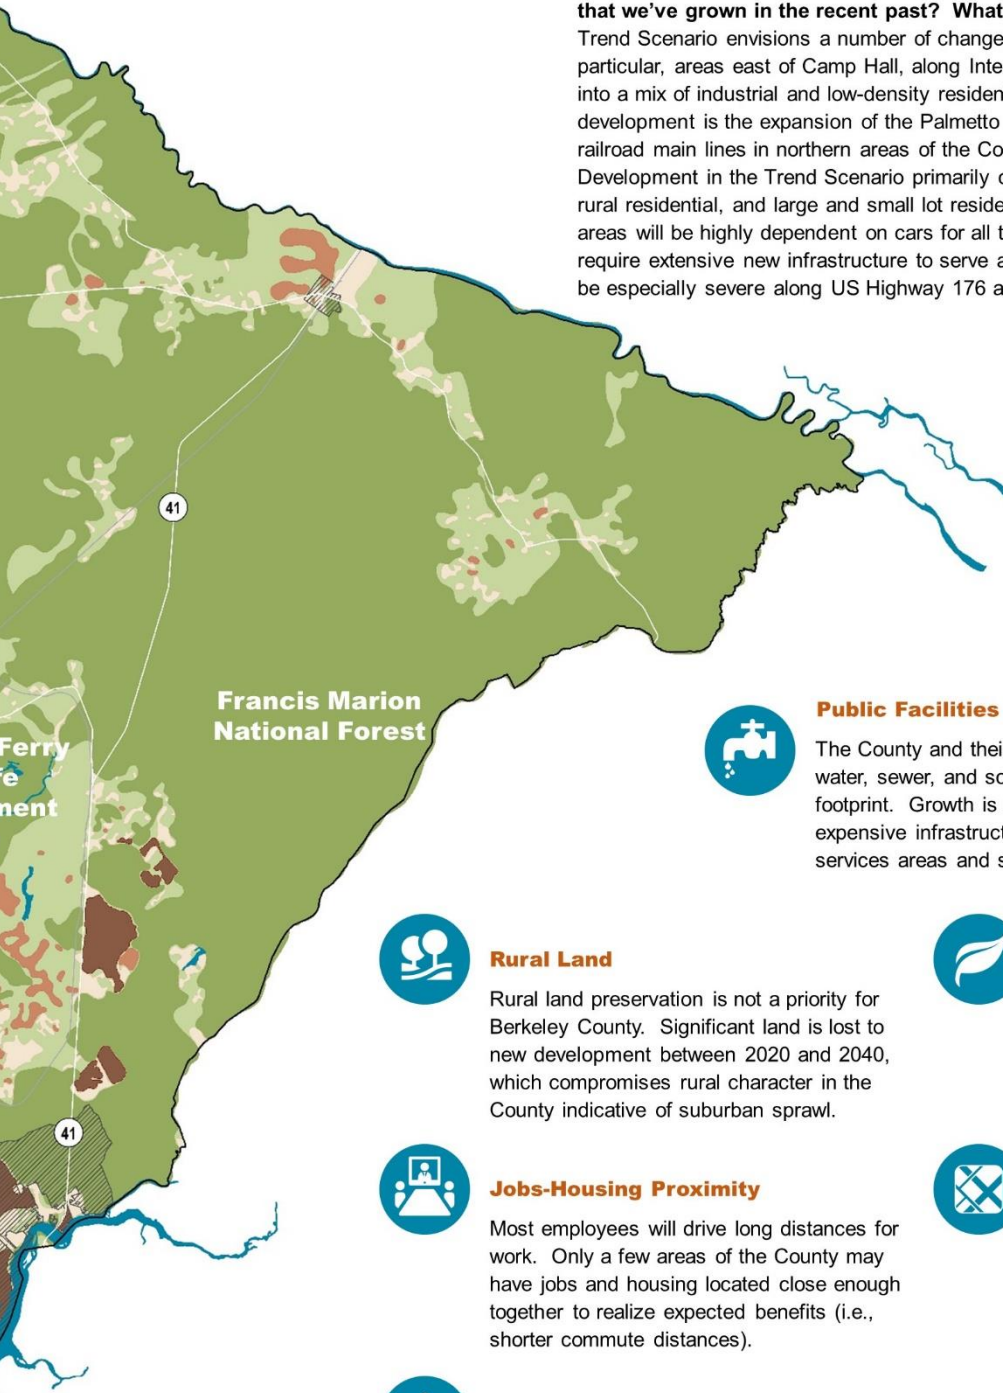 that we've grown in the recent past? What
Trend Scenario envisions a number of change
particular, areas east of Camp Hall, along Inte
into a mix of industrial and low-density residen
development is the expansion of the Palmetto
railroad main lines in northern areas of the Co
Development in the Trend Scenario primarily
rural residential, and large and small lot reside
areas will be highly dependent on cars for all t
require extensive new infrastructure to serve a
be especially severe along US Highway 176 a
41
Francis Marion
National Forest
Ferry
ment
41
Public Facilities
The County and thei
water, sewer, and so
footprint. Growth is
expensive infrastruct
services areas and s
Rural Land
Rural land preservation is not a priority for
Berkeley County. Significant land is lost to
new development between 2020 and 2040,
which compromises rural character in the
County indicative of suburban sprawl.
Jobs-Housing Proximity
Most employees will drive long distances for
work. Only a few areas of the County may
have jobs and housing located close enough
together to realize expected benefits (i.e.,
shorter commute distances).